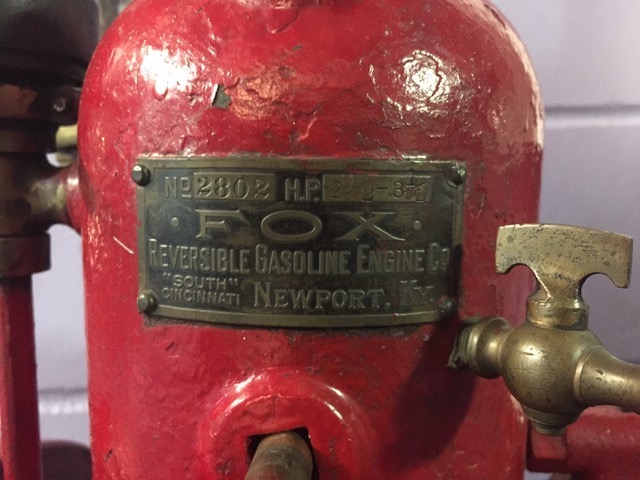 No 2802 H.P.
FOX
REVERSIBLE GASOLINE ENGINE Co
"SOUTH" CINCINNATI NEWPORT, KY.